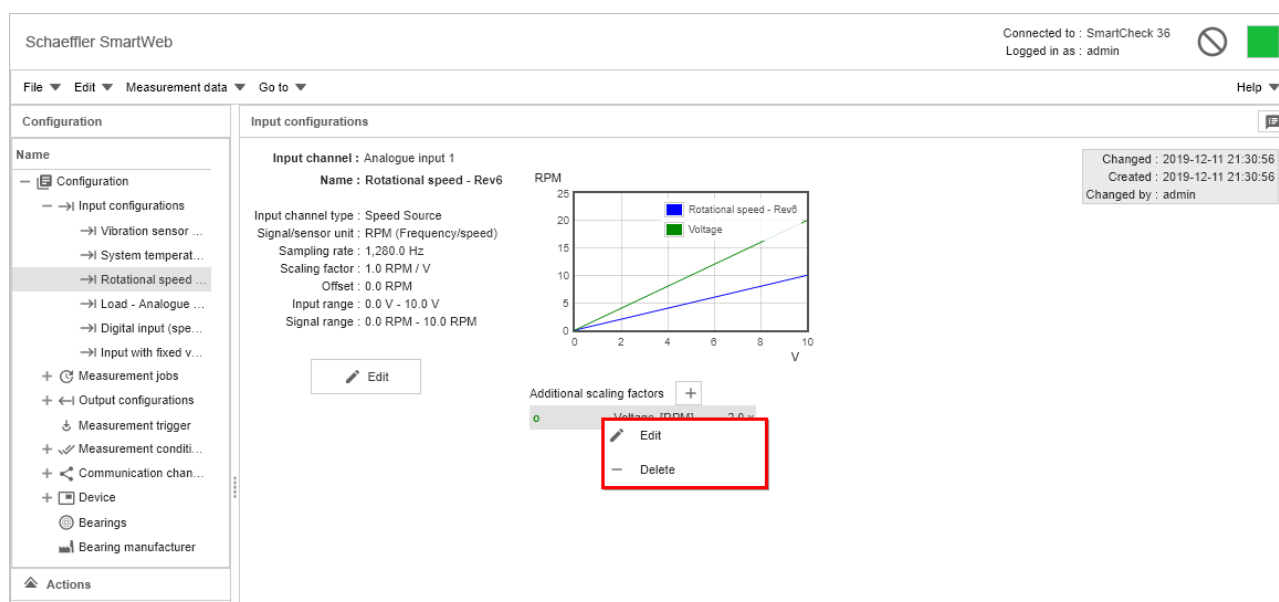 Schaeffler SmartWeb
Connected to : SmartCheck 36
Logged in as : admin
File Edit Measurement data Go to Help
Configuration
Name
Configuration
Input configurations
Vibration sensor ...
System temperat...
Rotational speed ...
Load - Analogue ...
Digital input (spe...
Input with fixed v...
Measurement jobs
Output configurations
Measurement trigger
Measurement conditi...
Communication chan...
Device
Bearings
Bearing manufacturer
Actions
Input configurations
Input channel : Analogue input 1
Name : Rotational speed - Rev6
Input channel type : Speed Source
Signal/sensor unit : RPM (Frequency/speed)
Sampling rate : 1,280.0 Hz
Scaling factor : 1.0 RPM / V
Offset : 0.0 RPM
Input range : 0.0 V - 10.0 V
Signal range : 0.0 RPM - 10.0 RPM
Edit
RPM
25
20
15
10
5
0
Rotational speed - Rev6
Voltage
0 2 4 6 8 10
V
Additional scaling factors
o Voltage [RPM] 2.0 x
Edit
Delete
Changed : 2019-12-11 21:30:56
Created : 2019-12-11 21:30:56
Changed by : admin